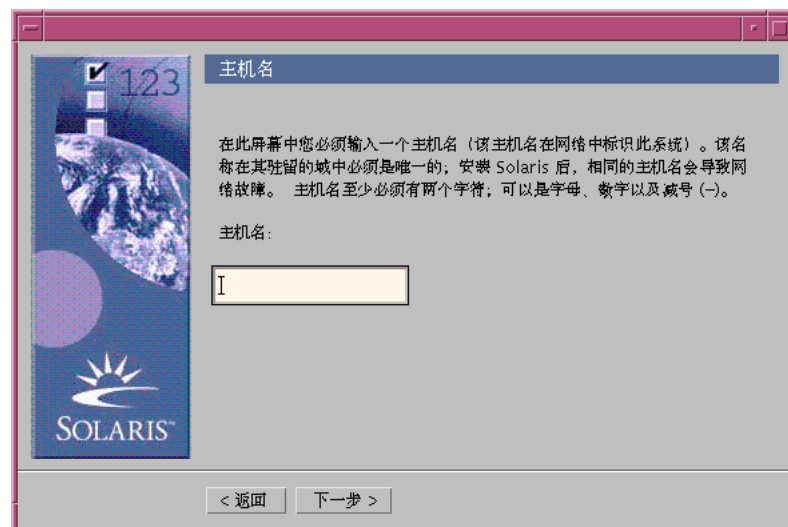 123
主机名
在此屏幕中您必须输入一个主机名（该主机名在网络中标识此系统）。该名
称在其驻留的域中必须是唯一的；安装 Solaris 后，相同的主机名会导致网
络故障。 主机名至少必须有两个字符；可以是字母、数字以及减号 (–)。
主机名：
SOLARIS™
< 返回
下一步 >